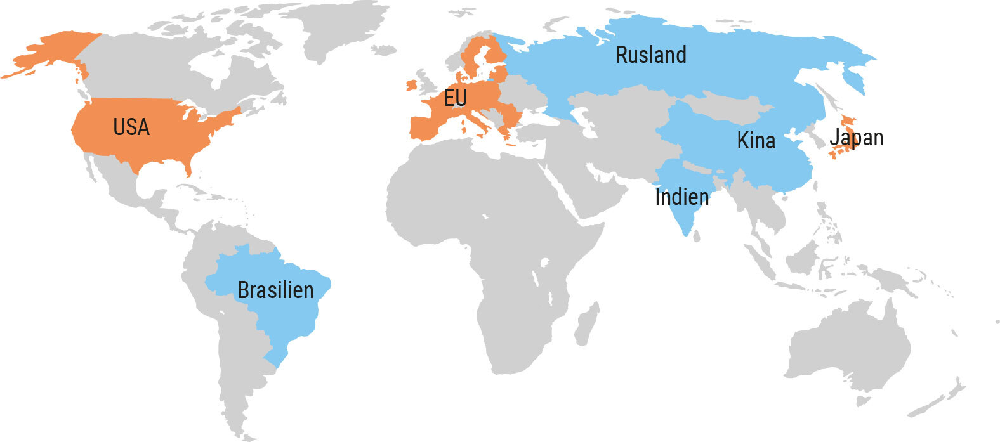 Rusland
EU
USA
Kina
Japan
Indien
Brasilien